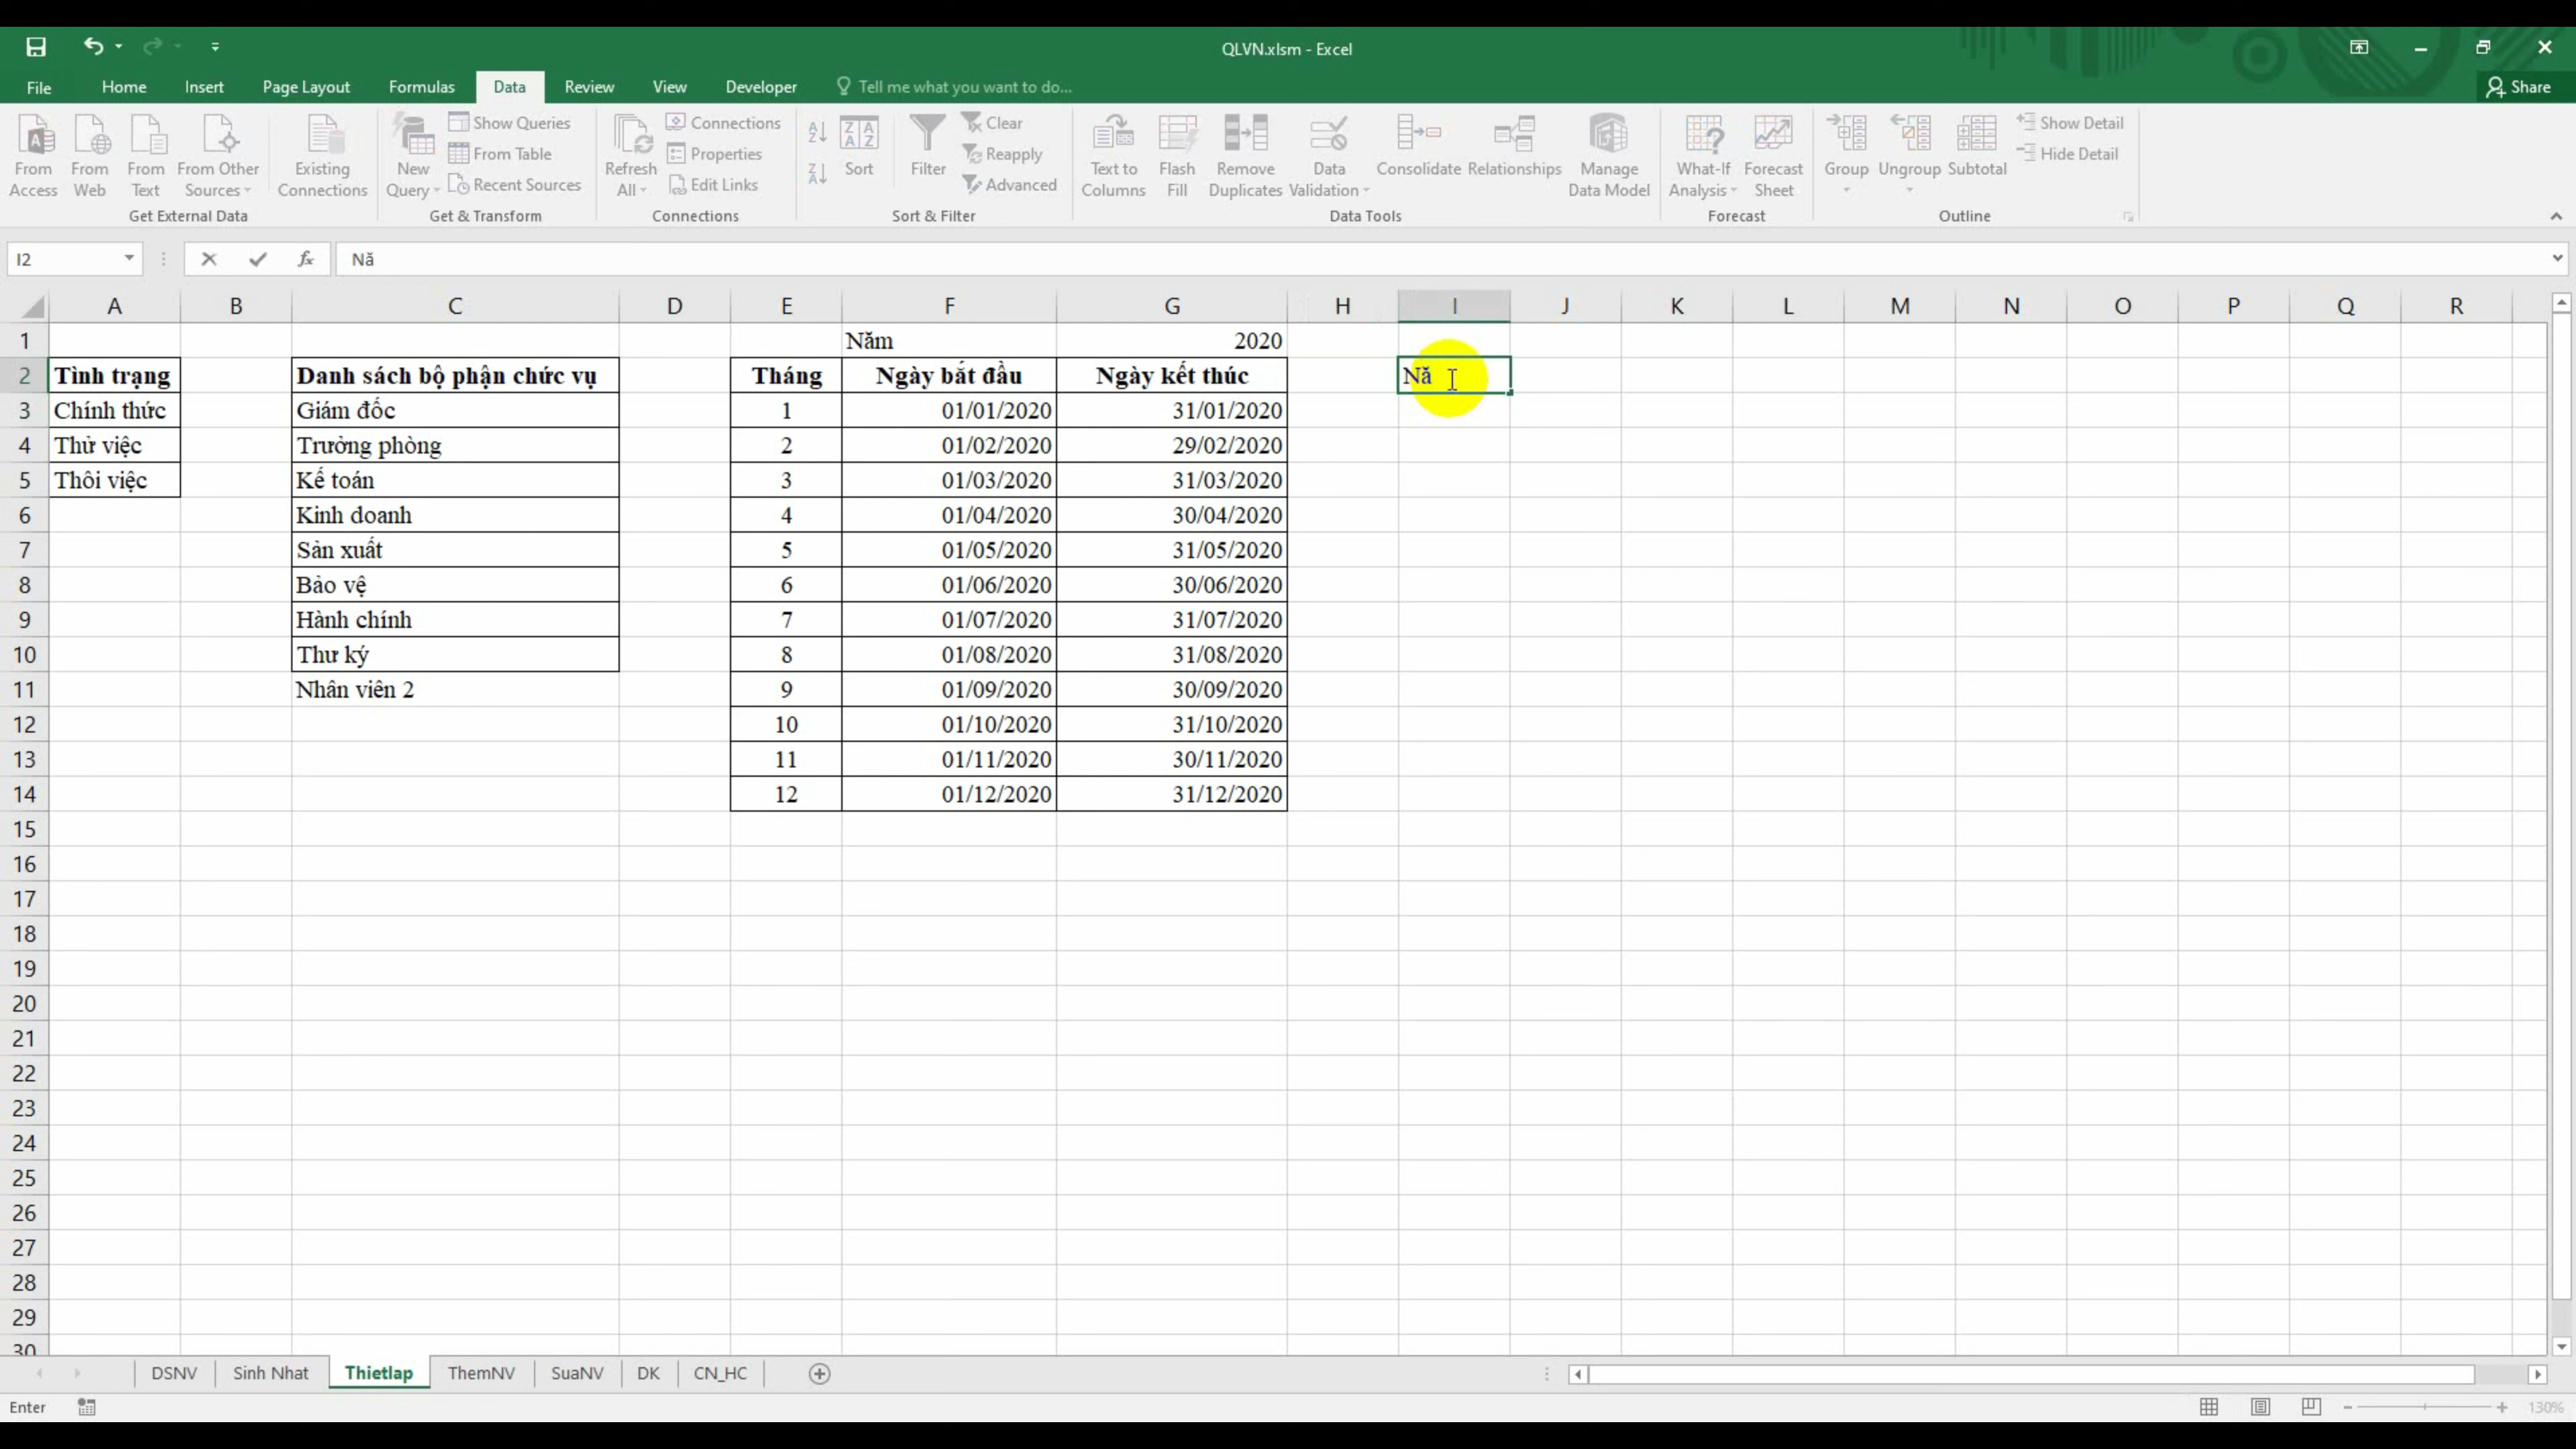 QLVN.xlsm - Excel
File Home Insert Page Layout Formulas Data Review View Developer Tell me what you want to do... Share
From Access
From Web
From Text
From Other Sources
Existing Connections
Get External Data
New Query
Show Queries
From Table
Recent Sources
Get & Transform
Refresh All
Connections
Properties
Edit Links
Connections
Sort
Filter
Clear
Reapply
Advanced
Sort & Filter
Text to Columns
Flash Fill
Remove Duplicates
Data Validation
Consolidate
Relationships
Manage Data Model
Data Tools
What-If Analysis
Forecast Sheet
Forecast
Group
Ungroup
Subtotal
Show Detail
Hide Detail
Outline
I2 fx Nă
A B C D E F G H I J K L M N O P Q R
1 Năm 2020
2 Tình trạng Danh sách bộ phận chức vụ Tháng Ngày bắt đầu Ngày kết thúc Nă
3 Chính thức Giám đốc 1 01/01/2020 31/01/2020
4 Thử việc Trưởng phòng 2 01/02/2020 29/02/2020
5 Thôi việc Kế toán 3 01/03/2020 31/03/2020
6 Kinh doanh 4 01/04/2020 30/04/2020
7 Sản xuất 5 01/05/2020 31/05/2020
8 Bảo vệ 6 01/06/2020 30/06/2020
9 Hành chính 7 01/07/2020 31/07/2020
10 Thư ký 8 01/08/2020 31/08/2020
11 Nhân viên 2 9 01/09/2020 30/09/2020
12 10 01/10/2020 31/10/2020
13 11 01/11/2020 30/11/2020
14 12 01/12/2020 31/12/2020
15
16
17
18
19
20
21
22
23
24
25
26
27
28
29
30
DSNV Sinh Nhat Thietlap ThemNV SuaNV DK CN_HC
Enter 130%